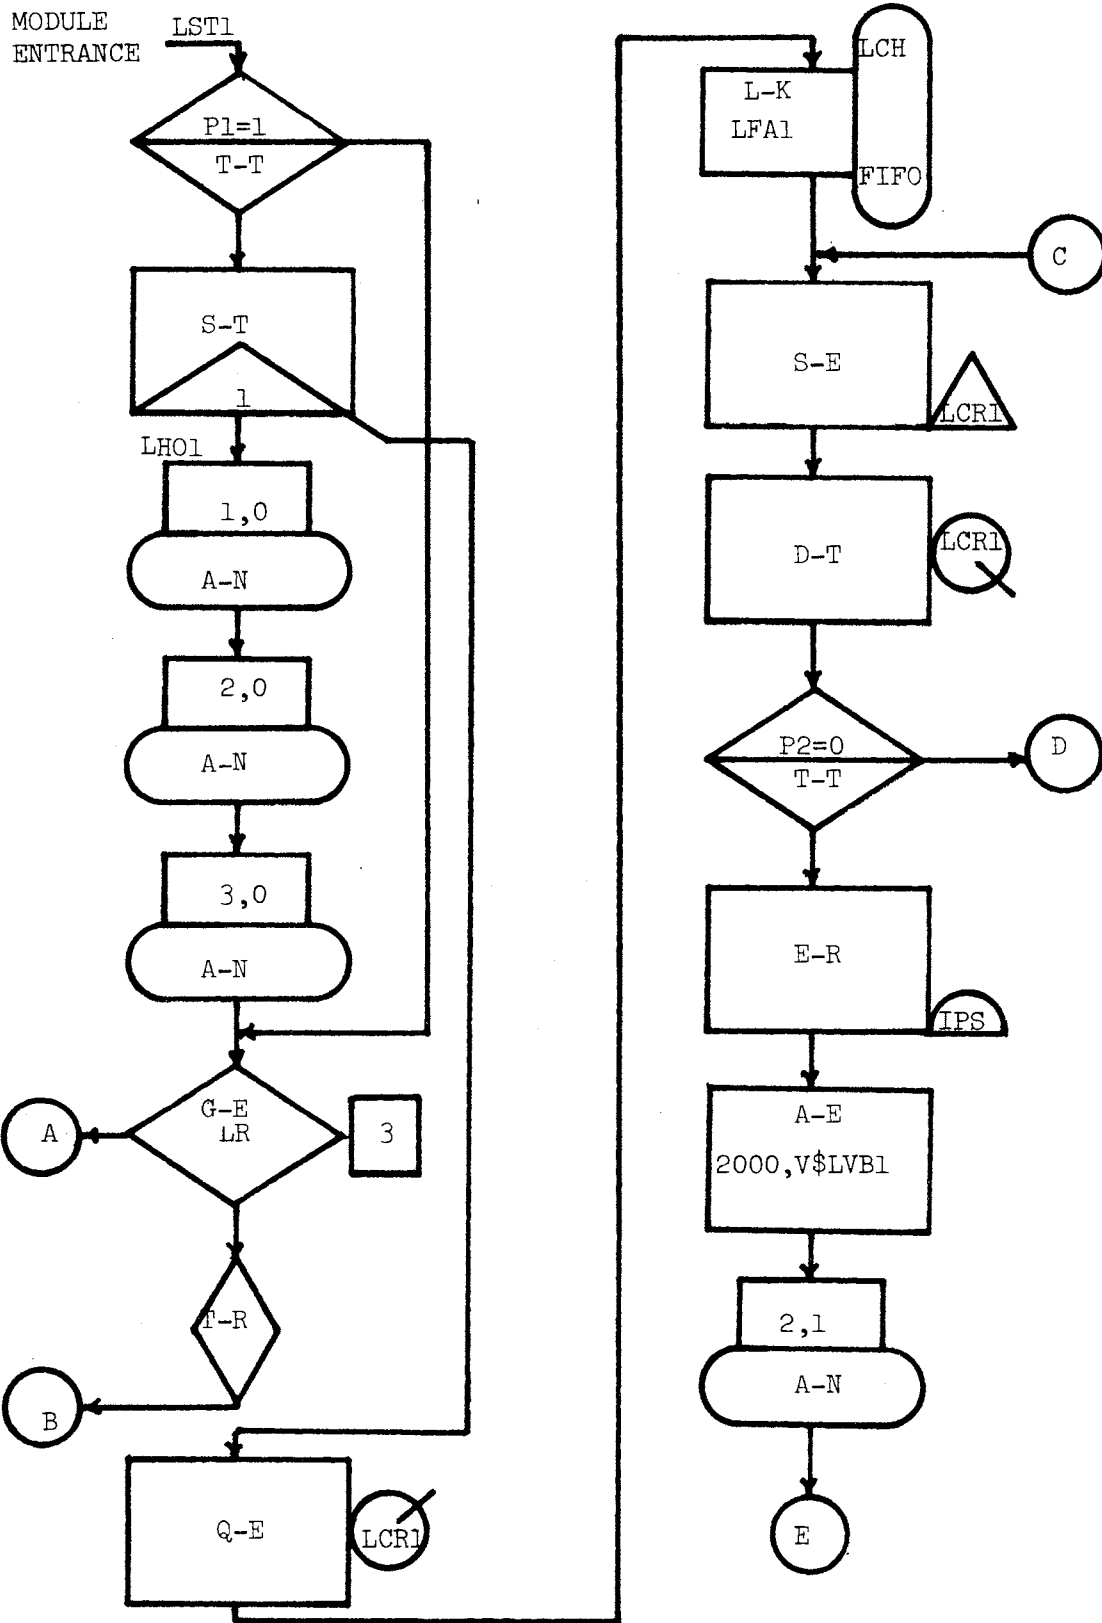 MODULE
ENTRANCE
LST1
P1=1
T-T
S-T
1
LHO1
1,0
A-N
2,0
A-N
3,0
A-N
G-E
LR
3
A
T-R
B
Q-E
LCR1
L-K
LFA1
LCH
FIFO
C
S-E
LCR1
D-T
LCR1
P2=0
T-T
D
E-R
IPS
A-E
2000,V$LVB1
2,1
A-N
E